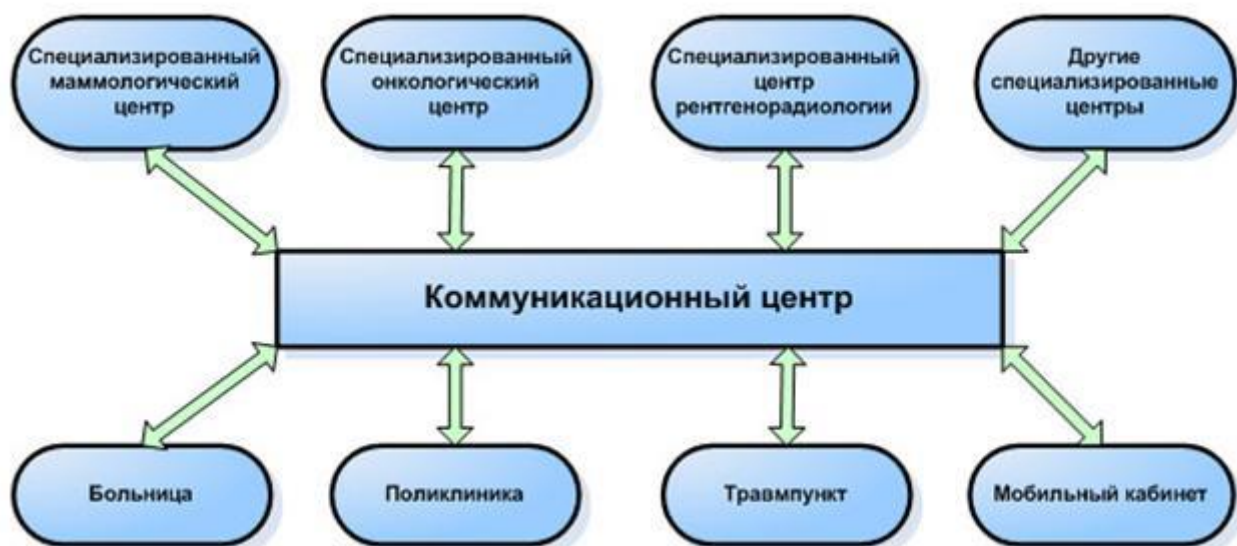 Специализированный
маммологический
центр
Специализированный
онкологический
центр
Специализированный
центр
рентгенорадиологии
Другие
специализированные
центры
Коммуникационный центр
Больница
Поликлиника
Травмпункт
Мобильный кабинет